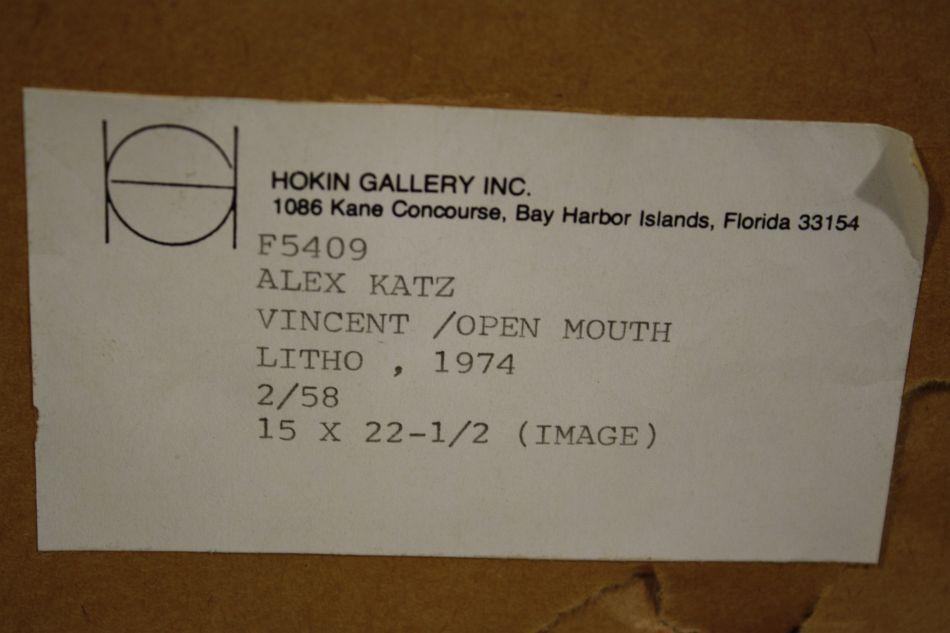 HOKIN GALLERY INC.
1086 Kane Concourse, Bay Harbor Islands, Florida 33154
F5409
ALEX KATZ
VINCENT /OPEN MOUTH
LITHO , 1974
2/58
15 X 22-1/2 (IMAGE)